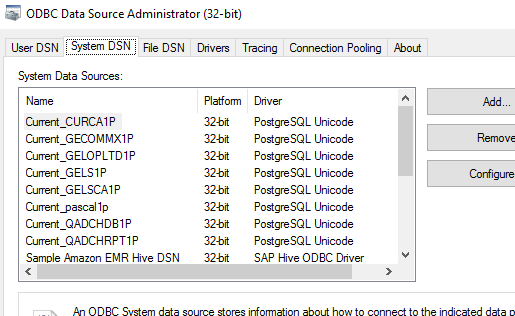 ODBC Data Source Administrator (32-bit)
User DSN System DSN File DSN Drivers Tracing Connection Pooling About
System Data Sources:
Name Platform Driver
Current_CURCA1P 32-bit PostgreSQL Unicode
Current_GECOMMX1P 32-bit PostgreSQL Unicode
Current_GELOPLTD1P 32-bit PostgreSQL Unicode
Current_GELS1P 32-bit PostgreSQL Unicode
Current_GELSCA1P 32-bit PostgreSQL Unicode
Current_pascal1p 32-bit PostgreSQL Unicode
Current_QADCHDB1P 32-bit PostgreSQL Unicode
Current_QADCHRPT1P 32-bit PostgreSQL Unicode
Sample Amazon EMR Hive DSN 32-bit SAP Hive ODBC Driver
Add...
Remove
Configure
An ODBC System data source stores information about how to connect to the indicated data p